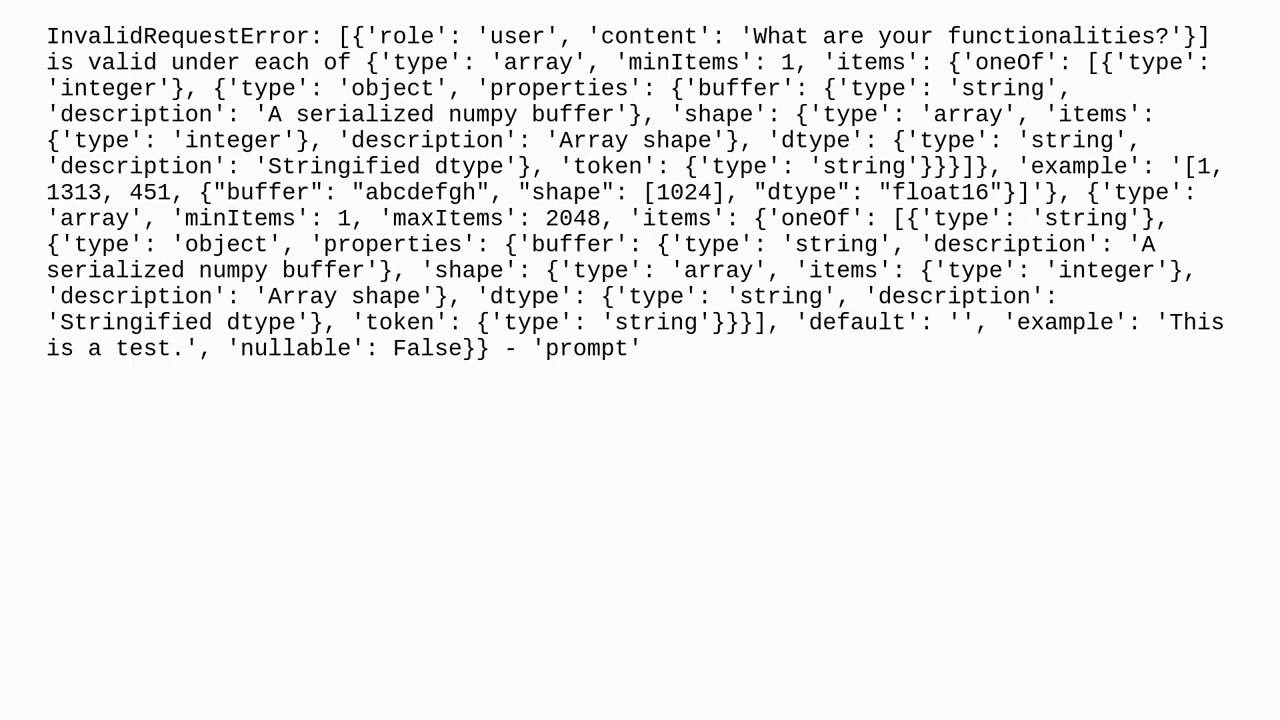 InvalidRequestError: [{'role': 'user', 'content': 'What are your functionalities?'}]
is valid under each of {'type': 'array', 'minItems': 1, 'items': {'oneOf': [{'type':
'integer'}, {'type': 'object', 'properties': {'buffer': {'type': 'string',
'description': 'A serialized numpy buffer'}, 'shape': {'type': 'array', 'items':
{'type': 'integer'}, 'description': 'Array shape'}, 'dtype': {'type': 'string',
'description': 'Stringified dtype'}, 'token': {'type': 'string'}}}]}, 'example': '[1,
1313, 451, {"buffer": "abcdefgh", "shape": [1024], "dtype": "float16"}]'}, {'type':
'array', 'minItems': 1, 'maxItems': 2048, 'items': {'oneOf': [{'type': 'string'},
{'type': 'object', 'properties': {'buffer': {'type': 'string', 'description': 'A
serialized numpy buffer'}, 'shape': {'type': 'array', 'items': {'type': 'integer'},
'description': 'Array shape'}, 'dtype': {'type': 'string', 'description':
'Stringified dtype'}, 'token': {'type': 'string'}}}], 'default': '', 'example': 'This
is a test.', 'nullable': False}} - 'prompt'